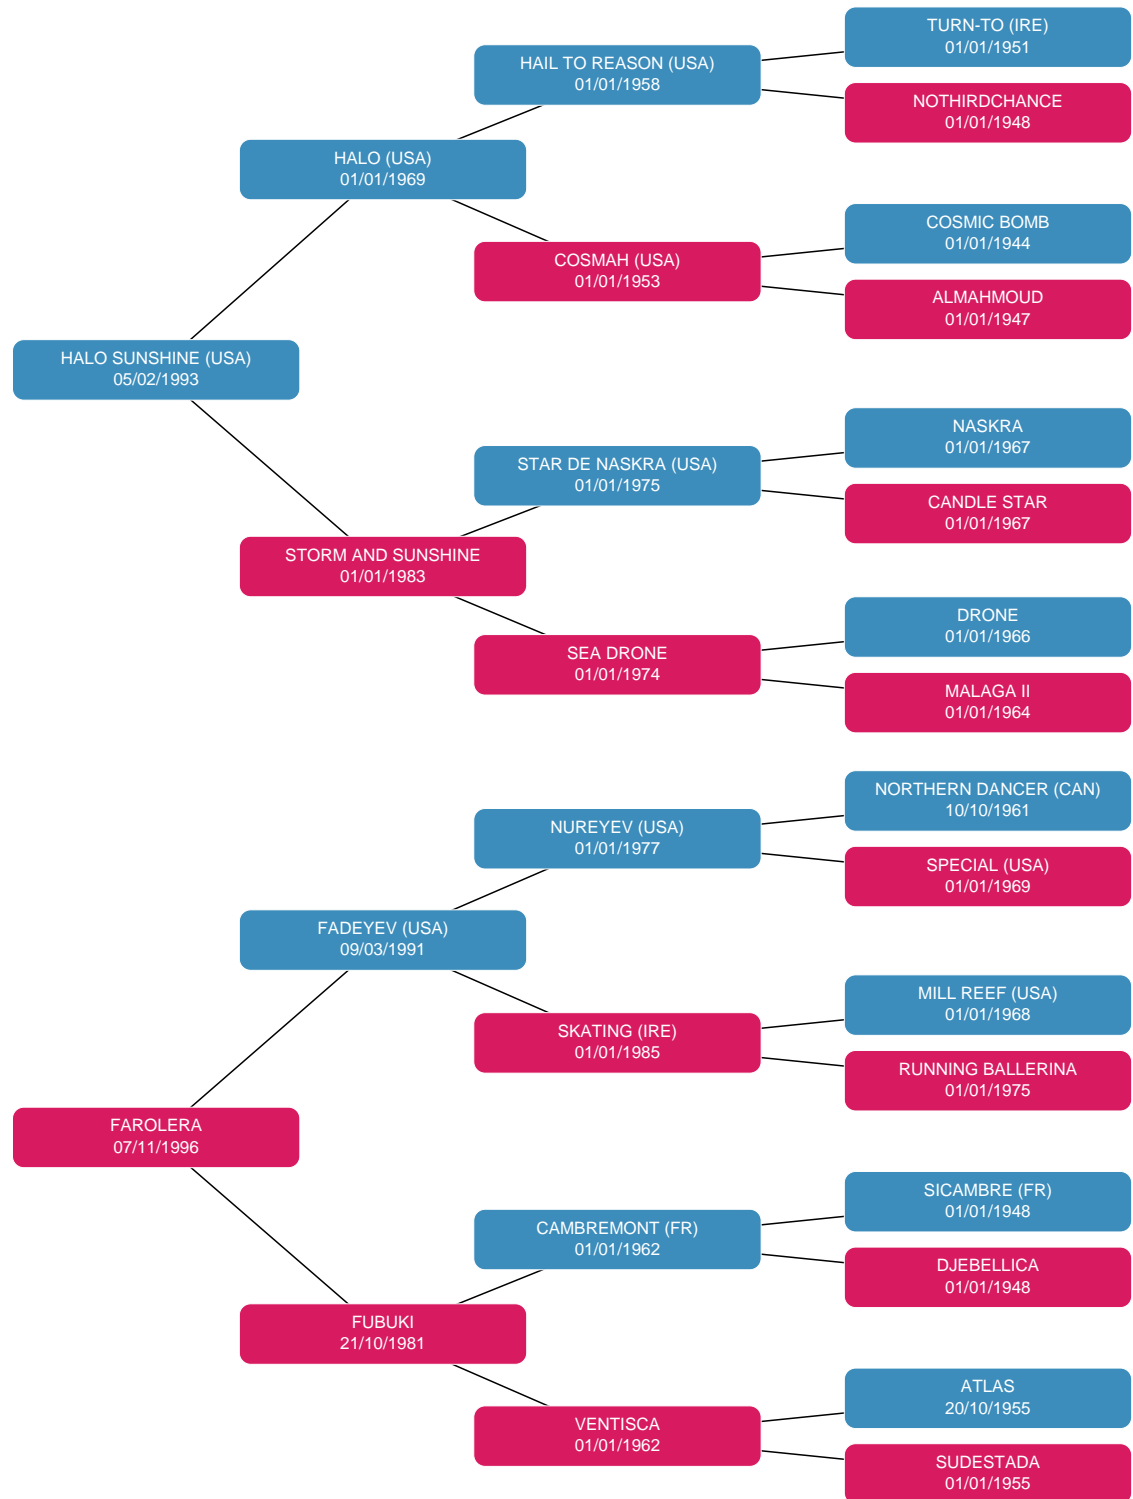 TURN-TO (IRE)
01/01/1951
HAIL TO REASON (USA)
01/01/1958
NOTHIRDCHANCE
01/01/1948
HALO (USA)
01/01/1969
COSMIC BOMB
01/01/1944
COSMAH (USA)
01/01/1953
ALMAHMOUD
01/01/1947
HALO SUNSHINE (USA)
05/02/1993
NASKRA
01/01/1967
STAR DE NASKRA (USA)
01/01/1975
CANDLE STAR
01/01/1967
STORM AND SUNSHINE
01/01/1983
DRONE
01/01/1966
SEA DRONE
01/01/1974
MALAGA II
01/01/1964
NORTHERN DANCER (CAN)
10/10/1961
NUREYEV (USA)
01/01/1977
SPECIAL (USA)
01/01/1969
FADEYEV (USA)
09/03/1991
MILL REEF (USA)
01/01/1968
SKATING (IRE)
01/01/1985
RUNNING BALLERINA
01/01/1975
FAROLERA
07/11/1996
SICAMBRE (FR)
01/01/1948
CAMBREMONT (FR)
01/01/1962
DJEBELLICA
01/01/1948
FUBUKI
21/10/1981
ATLAS
20/10/1955
VENTISCA
01/01/1962
SUDESTADA
01/01/1955